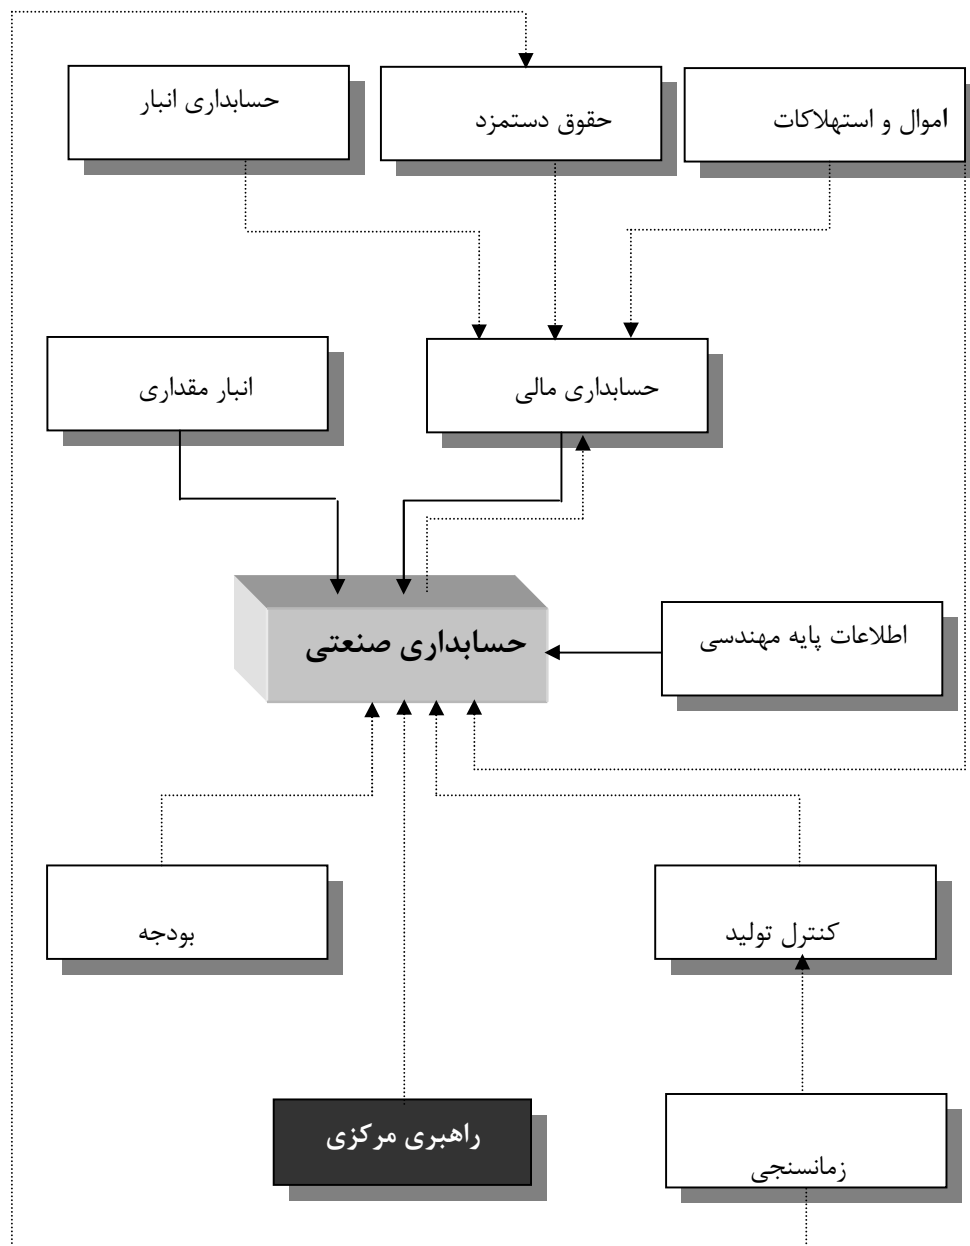 اموال و استهلاکات
حقوق دستمزد
حسابداری انبار
حسابداری مالی
انبار مقداری
اطلاعات پایه مهندسی
حسابداری صنعتی
کنترل تولید
بودجه
راهبری مرکزی
زمانسنجی